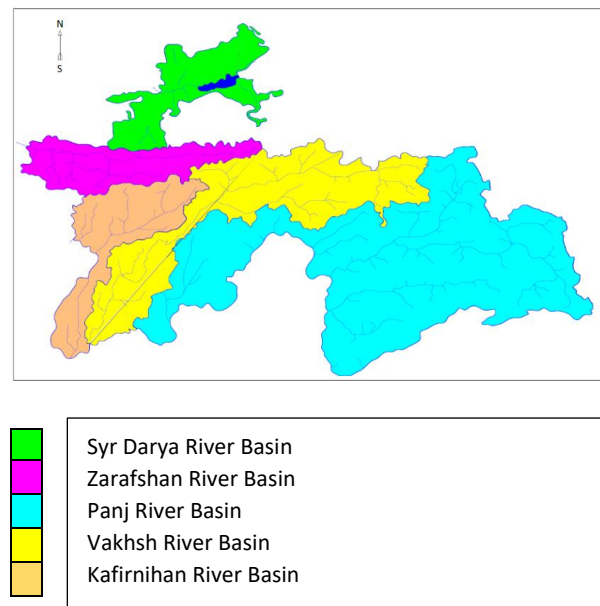 N
S
Syr Darya River Basin
Zarafshan River Basin
Panj River Basin
Vakhsh River Basin
Kafirnihan River Basin